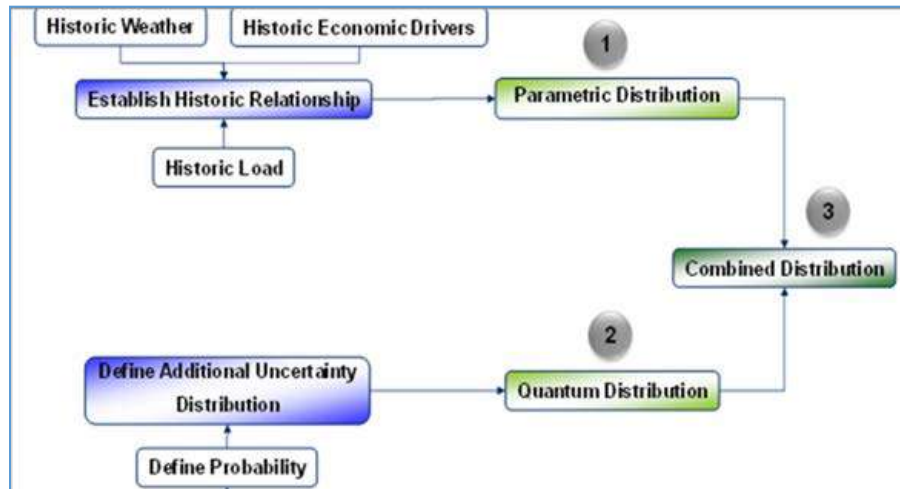 Historic Weather
Historic Economic Drivers
1
Establish Historic Relationship
Parametric Distribution
Historic Load
3
Combined Distribution
2
Define Additional Uncertainty
Distribution
Quantum Distribution
Define Probability